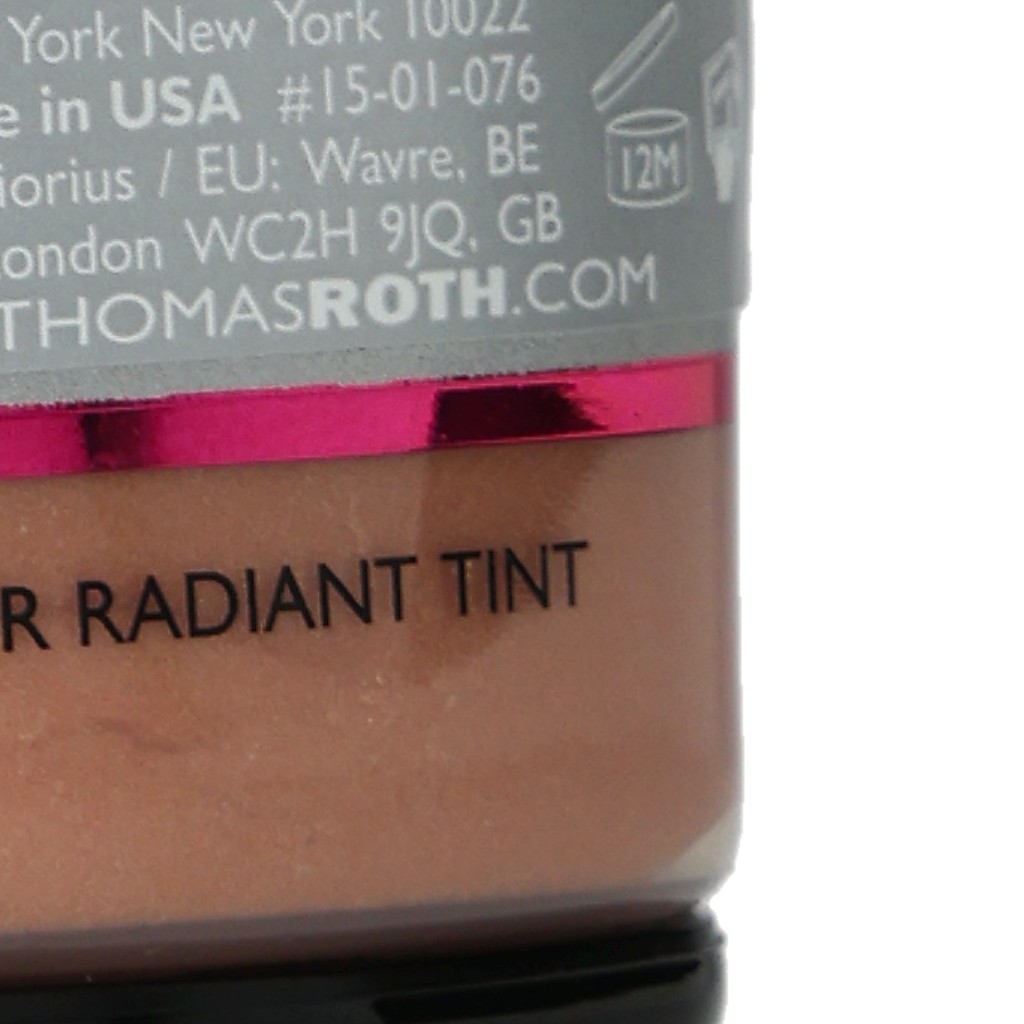 York New York 10022
e in USA #15-01-076
iorius / EU: Wavre, BE
ondon WC2H 9JQ, GB
THOMASROTH.COM
12M
R RADIANT TINT